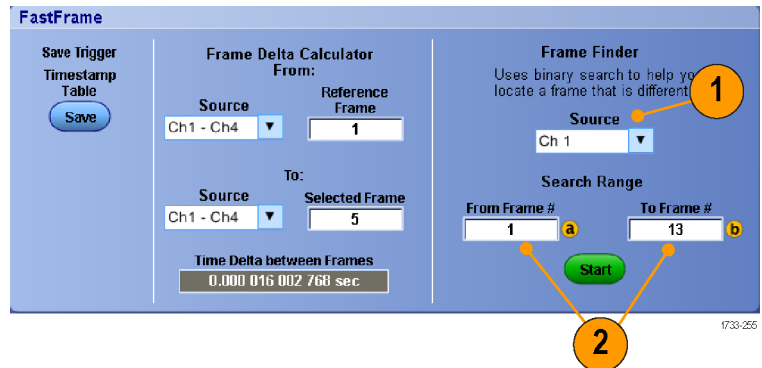 FastFrame
Save Trigger
Timestamp
Table
Save
Frame Delta Calculator
From:
Source
Reference
Frame
Ch1 - Ch4
1
To:
Source
Selected Frame
Ch1 - Ch4
5
Time Delta between Frames
0.000 016 002 768 sec
Frame Finder
Uses binary search to help
locate a frame that is different
1
Source
Ch 1
Search Range
From Frame #
To Frame #
1
a
13
b
Start
2
1733-255